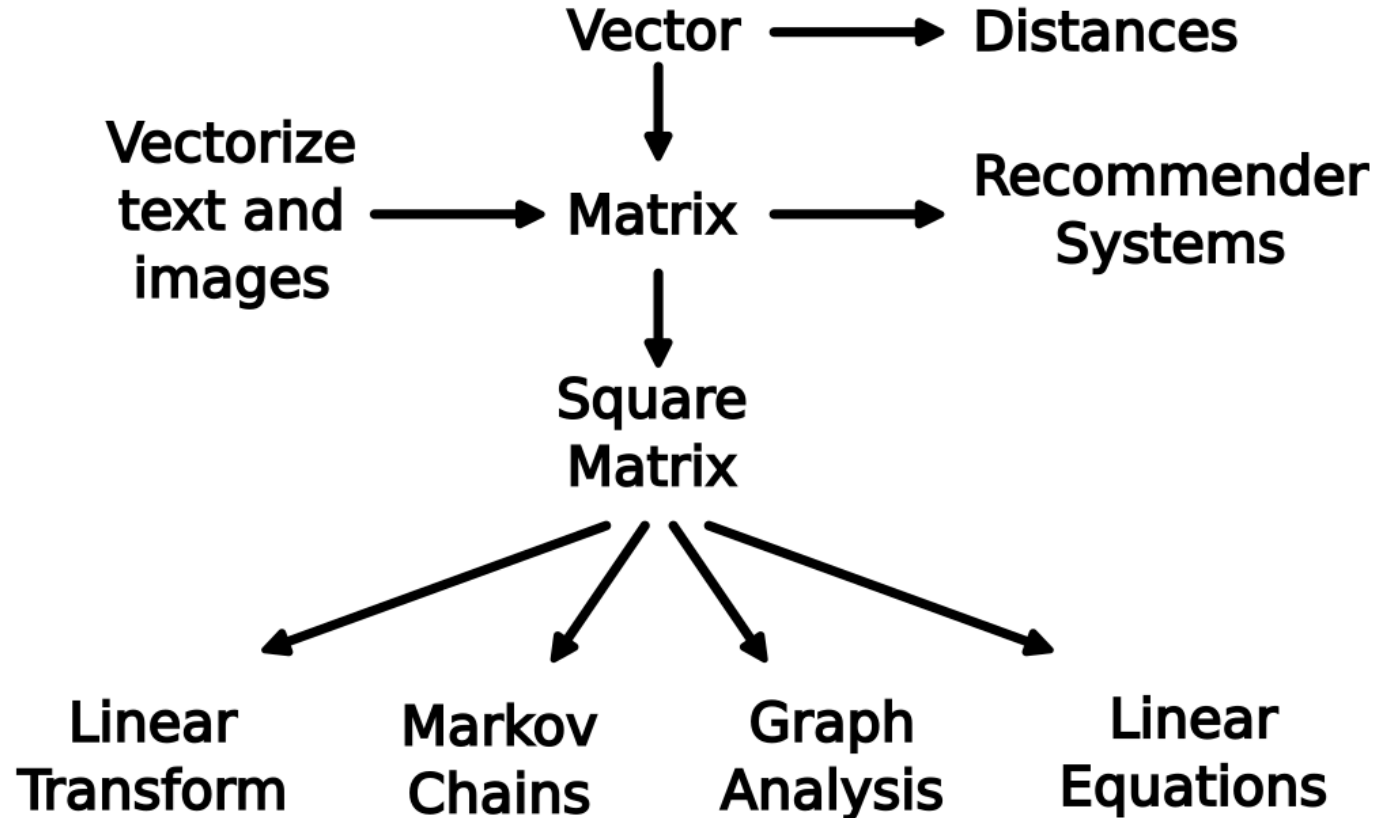 Vector
Distances
Vectorize
text and
images
Matrix
Recommender
Systems
Square
Matrix
Linear
Transform
Markov
Chains
Graph
Analysis
Linear
Equations